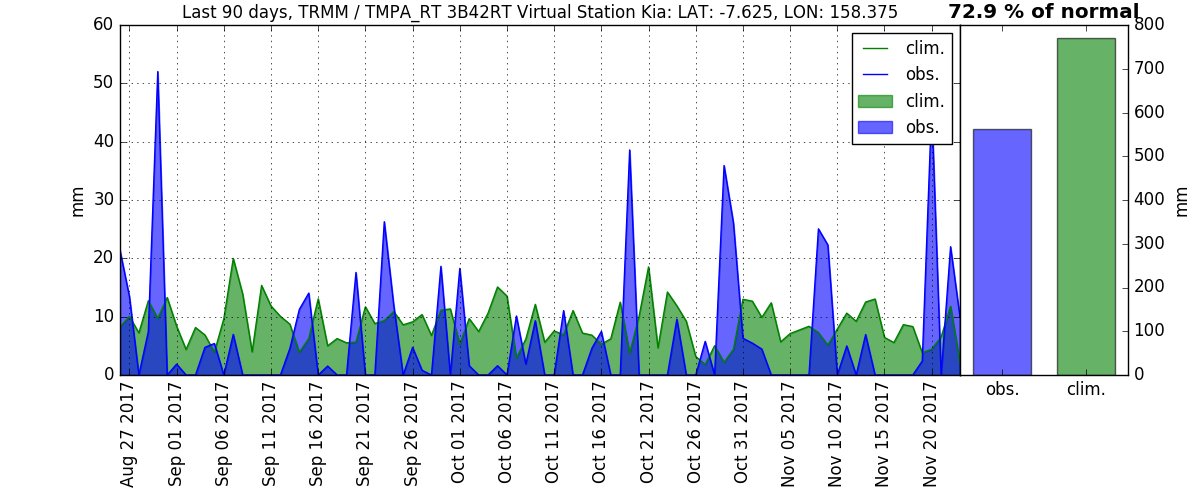 Last 90 days, TRMM / TMPA_RT 3B42RT Virtual Station Kia: LAT: -7.625, LON: 158.375
72.9 % of normal
60
50
40
30
20
10
0
mm
clim.
obs.
clim.
obs.
800
700
600
500
400
300
200
100
0
mm
obs.
clim.
Aug 27 2017
Sep 01 2017
Sep 06 2017
Sep 11 2017
Sep 16 2017
Sep 21 2017
Sep 26 2017
Oct 01 2017
Oct 06 2017
Oct 11 2017
Oct 16 2017
Oct 21 2017
Oct 26 2017
Oct 31 2017
Nov 05 2017
Nov 10 2017
Nov 15 2017
Nov 20 2017